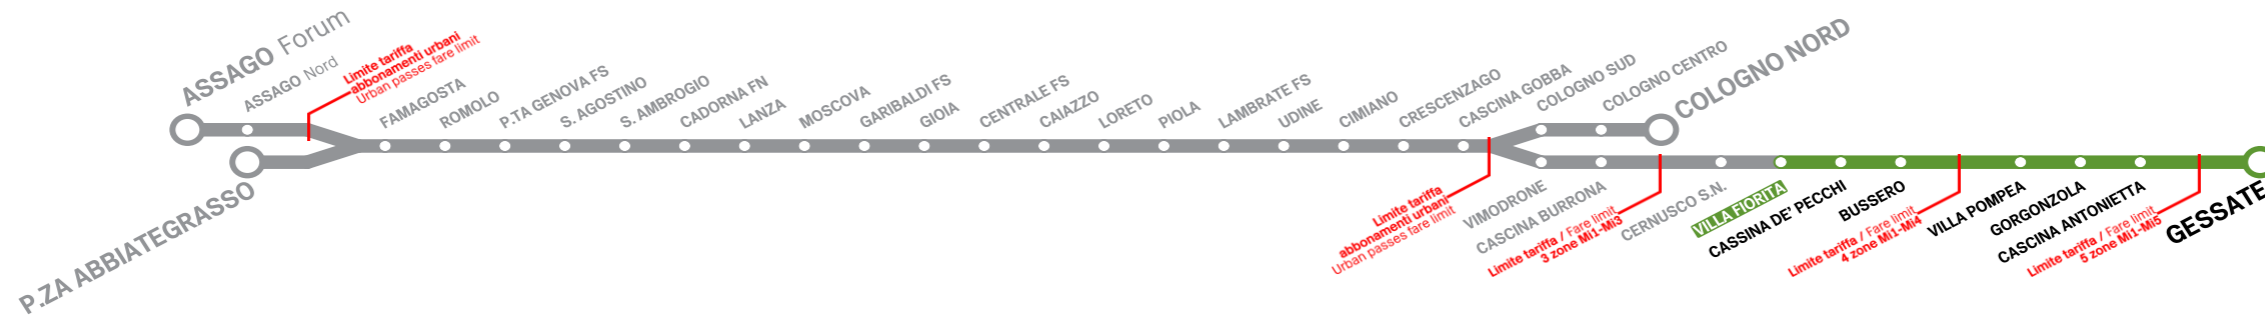 ASSAGO Forum
ASSAGO Nord
Limite tariffa
abbonamenti urbani
Urban passes fare limit
P.ZA ABBIATEGRASSO
FAMAGOSTA
ROMOLO
P.TA GENOVA FS
S. AGOSTINO
S. AMBROGIO
CADORNA FN
LANZA
MOSCOVA
GARIBALDI FS
GIOIA
CENTRALE FS
CAIAZZO
LORETO
PIOLA
LAMBRATE FS
UDINE
CIMIANO
CRESCENZAGO
CASCINA GOBBA
COLOGNO SUD
COLOGNO CENTRO
COLOGNO NORD
Limite tariffa
abbonamenti urbani
Urban passes fare limit
VIMODRONE
CASCINA BURRONA
Limite tariffa / Fare limit
3 zone Mi1-Mi3
CERNUSCO S.N.
VILLA FIORITA
CASSINA DE' PECCHI
BUSSERO
Limite tariffa / Fare limit
4 zone Mi1-Mi4
VILLA POMPEA
GORGONZOLA
CASCINA ANTONIETTA
Limite tariffa / Fare limit
5 zone Mi1-Mi5
GESSATE